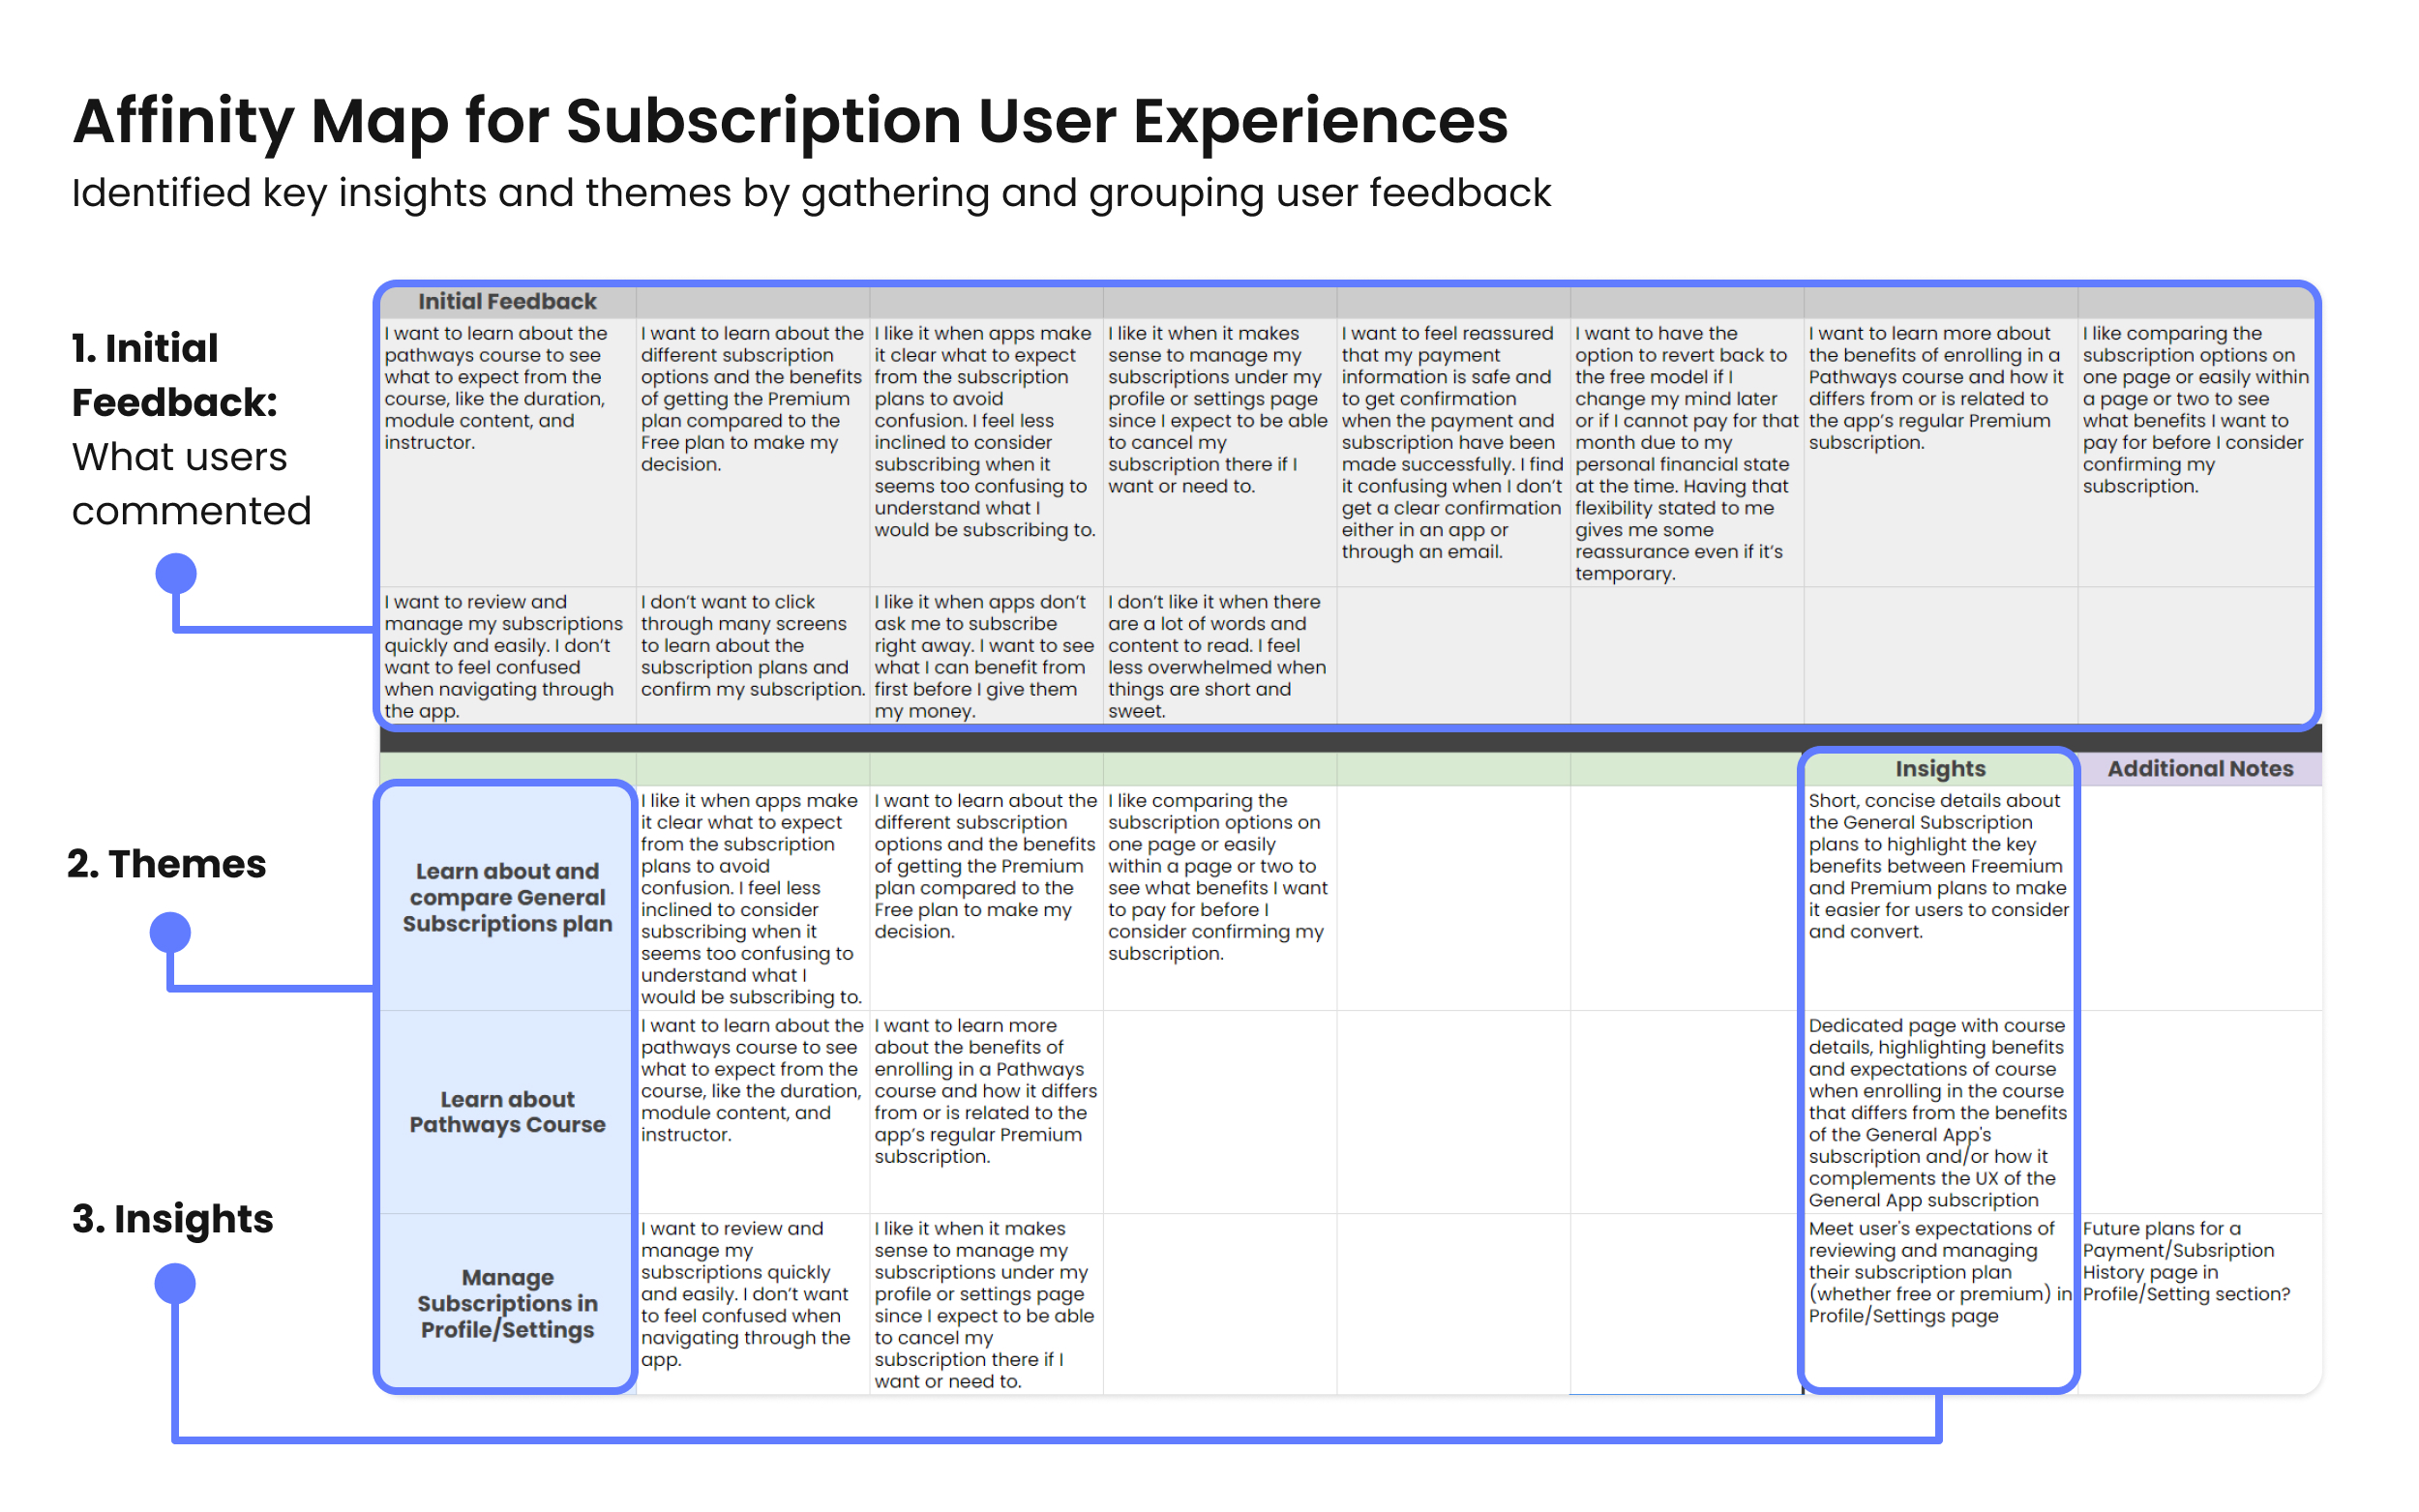 Affinity Map for Subscription User Experiences
Identified key insights and themes by gathering and grouping user feedback
1. Initial
Feedback:
What users
commented
Initial Feedback
I want to learn about the
pathways course to see
what to expect from the
course, like the duration,
module content, and
instructor.
I want to learn about the
different subscription
options and the benefits
of getting the Premium
plan compared to the
Free plan to make my
decision.
I like it when apps make
it clear what to expect
from the subscription
plans to avoid
confusion. I feel less
inclined to consider
subscribing when it
seems too confusing to
understand what I
would be subscribing to.
I like it when it makes
sense to manage my
subscriptions under my
profile or settings page
since I expect to be able
to cancel my
subscription there if I
want or need to.
I want to feel reassured
that my payment
information is safe and
to get confirmation
when the payment and
subscription have been
made successfully. I find
it confusing when I don't
get a clear confirmation
either in an app or
through an email.
I want to have the
option to revert back to
the free model if I
change my mind later
or if I cannot pay for that
month due to my
personal financial state
at the time. Having that
flexibility stated to me
gives me some
reassurance even if it's
temporary.
I want to learn more about
the benefits of enrolling in a
Pathways course and how it
differs from or is related to
the app's regular Premium
subscription.
I like comparing the
subscription options on
one page or easily within
a page or two to see
what benefits I want to
pay for before I consider
confirming my
subscription.
I want to review and
manage my subscriptions
quickly and easily. I don't
want to feel confused
when navigating through
the app.
I don't want to click
through many screens
to learn about the
subscription plans and
confirm my subscription.
I like it when apps don't
ask me to subscribe
right away. I want to see
what I can benefit from
first before I give them
my money.
I don't like it when there
are a lot of words and
content to read. I feel
less overwhelmed when
things are short and
sweet.
2. Themes
Insights
Additional Notes
Learn about and
compare General
Subscriptions plan
I like it when apps make
it clear what to expect
from the subscription
plans to avoid
confusion. I feel less
inclined to consider
subscribing when it
seems too confusing to
understand what I
would be subscribing to.
I want to learn about the
different subscription
options and the benefits
of getting the Premium
plan compared to the
Free plan to make my
decision.
I like comparing the
subscription options on
one page or easily
within a page or two to
see what benefits I want
to pay for before I
consider confirming my
subscription.
Short, concise details about
the General Subscription
plans to highlight the key
benefits between Freemium
and Premium plans to make
it easier for users to consider
and convert.
Learn about
Pathways Course
I want to learn about the
pathways course to see
what to expect from the
course, like the duration,
module content, and
instructor.
I want to learn more
about the benefits of
enrolling in a Pathways
course and how it differs
from or is related to the
app's regular Premium
subscription.
Dedicated page with course
details, highlighting benefits
and expectations of course
when enrolling in the course
that differs from the benefits
of the General App's
subscription and/or how it
complements the UX of the
General App subscription
3. Insights
Manage
Subscriptions in
Profile/Settings
I want to review and
manage my
subscriptions quickly
and easily. I don't want
to feel confused when
navigating through the
app.
I like it when it makes
sense to manage my
subscriptions under my
profile or settings page
since I expect to be able
to cancel my
subscription there if I
want or need to.
Meet user's expectations of
reviewing and managing
their subscription plan
(whether free or premium) in
Profile/Settings page
Future plans for a
Payment/Subsription
History page in
Profile/Setting section?